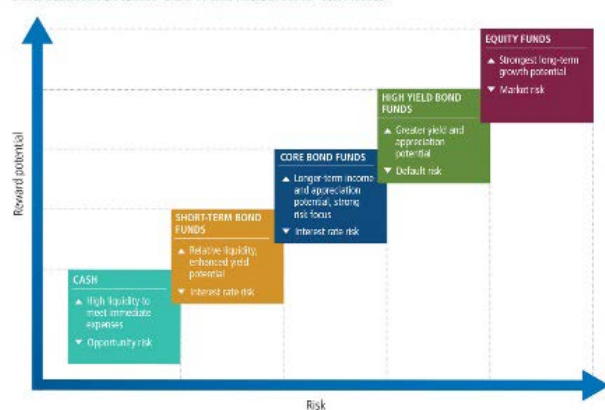 EQUITY FUNDS
▲ Strongest long-term
growth potential
▼ Market risk
HIGH YIELD BOND
FUNDS
▲ Greater yield and
appreciation
potential
▼ Default risk
CORE BOND FUNDS
▲ Longer-term income
and appreciation
potential, strong
risk focus
▼ Interest rate risk
SHORT-TERM BOND
FUNDS
▲ Relative liquidity,
enhanced yield
potential
▼ Interest rate risk
CASH
▲ High liquidity to
meet immediate
expenses
▼ Opportunity risk
Reward potential
Risk